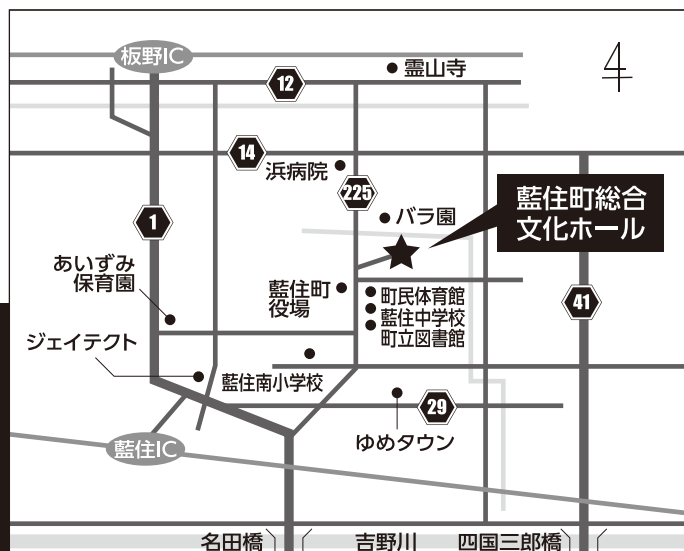 板野IC
霊山寺
12
14
浜病院
225
バラ園
藍住町総合
文化ホール
1
あいずみ
保育園
藍住町
役場
町民体育館
藍住中学校
町立図書館
41
ジェイテクト
藍住南小学校
29
ゆめタウン
藍住IC
名田橋
吉野川
四国三郎橋